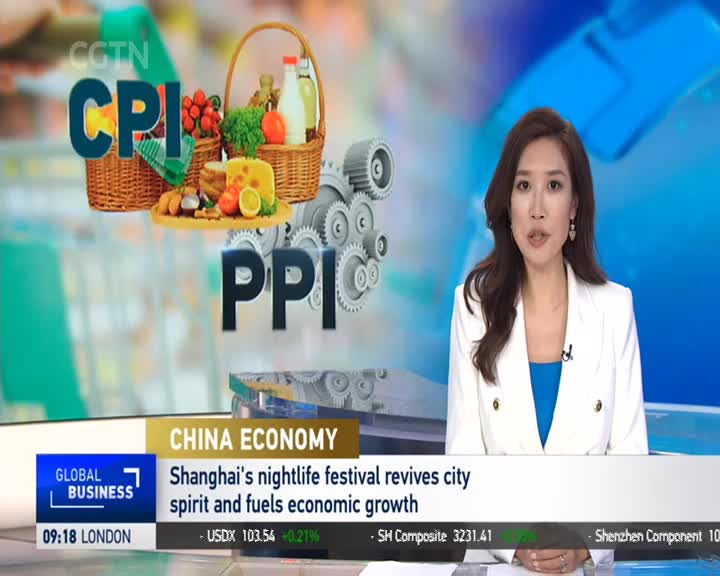 CGTN
CPI
PPI
CHINA ECONOMY
Shanghai's nightlife festival revives city
spirit and fuels economic growth
GLOBAL
BUSINESS
09:18 LONDON
- USDX 103.54 +0.21% - SH Composite 3231.41 - Shenzhen Component 10